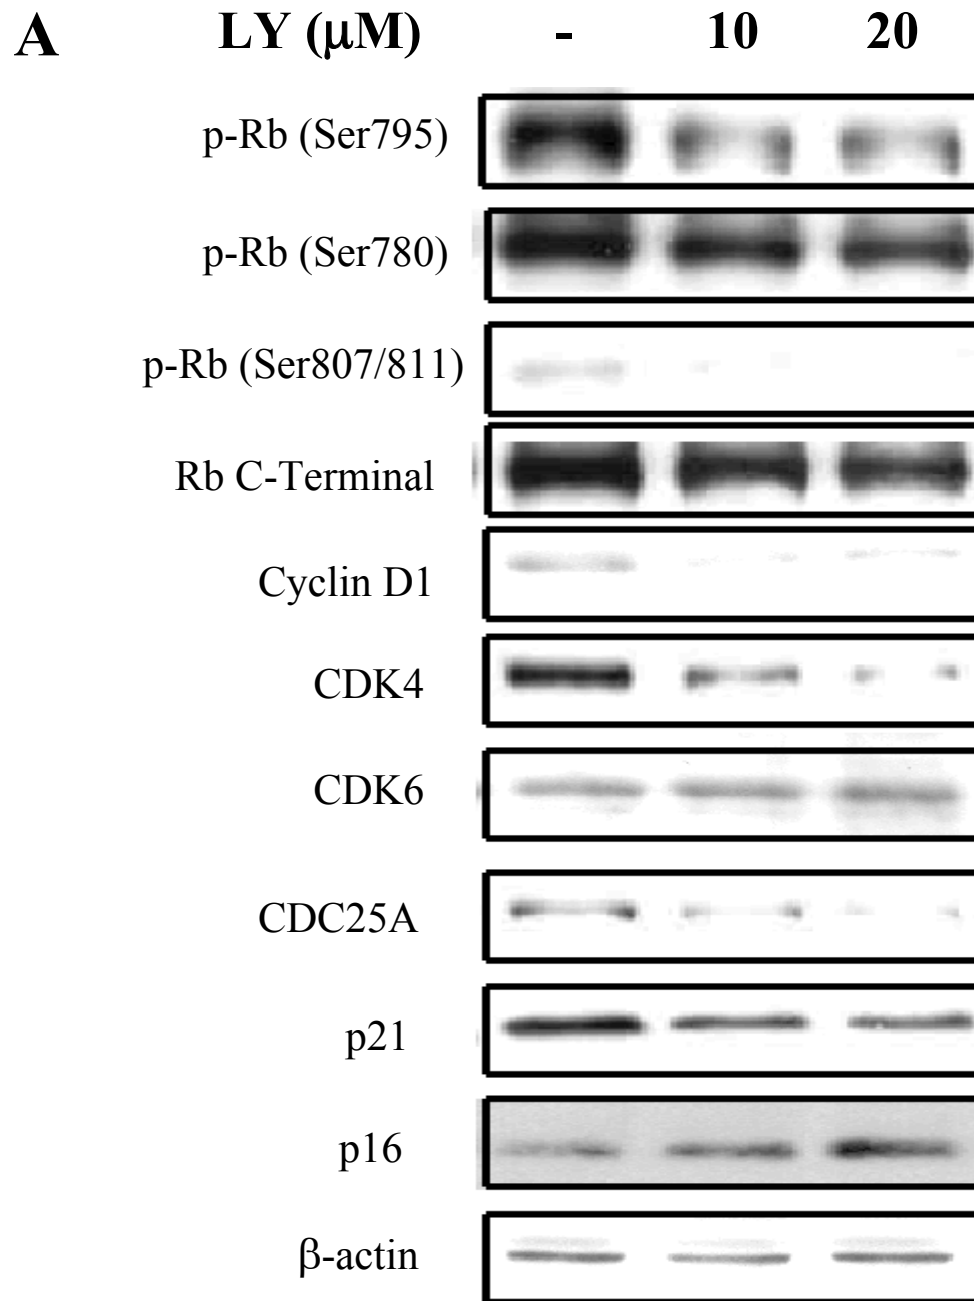 A LY (μM) - 10 20
p-Rb (Ser795)
p-Rb (Ser780)
p-Rb (Ser807/811)
Rb C-Terminal
Cyclin D1
CDK4
CDK6
CDC25A
p21
p16
β-actin